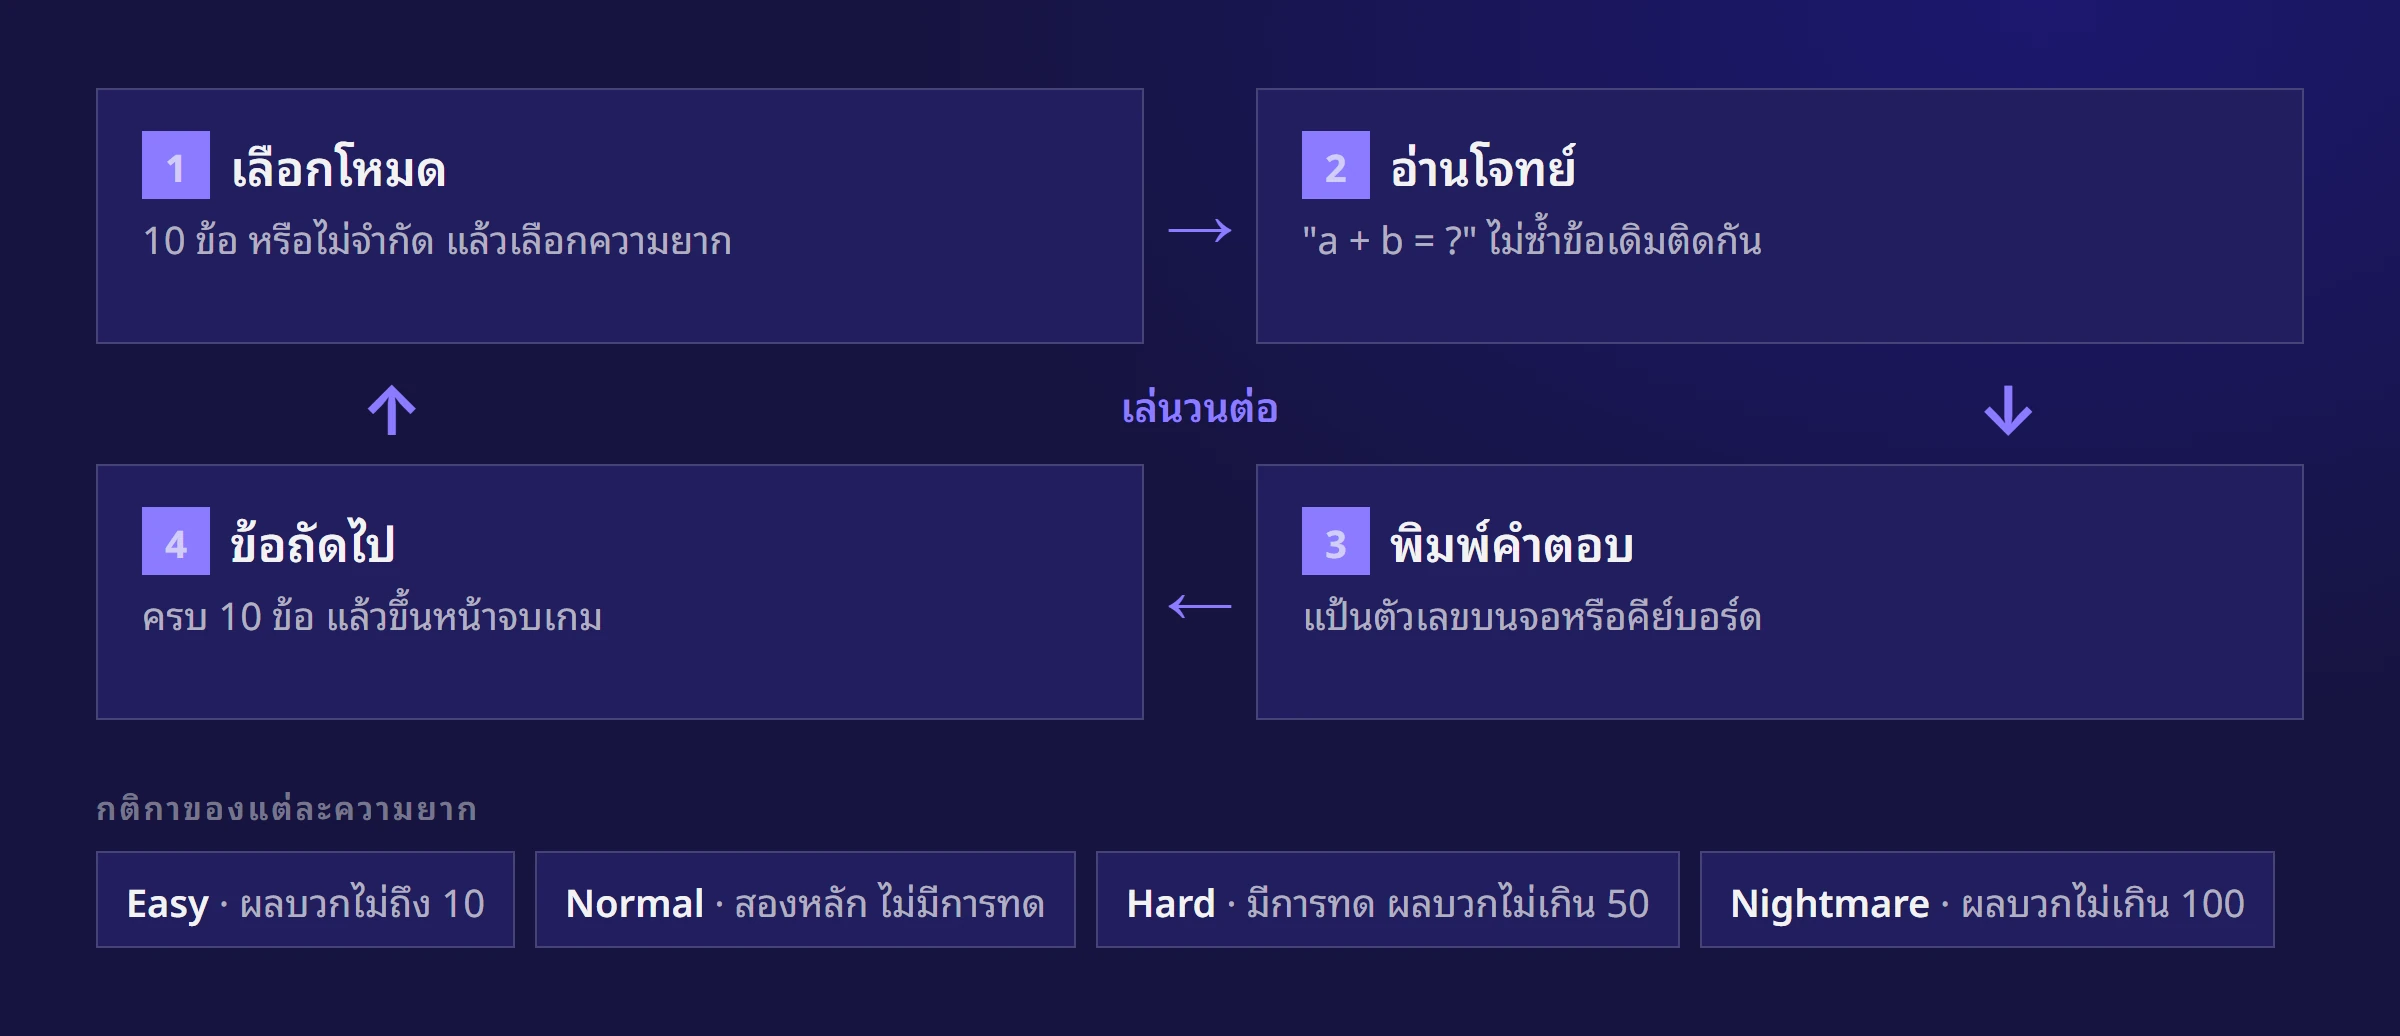 1 เลือกโหมด
10 ข้อ หรือไม่จำกัด แล้วเลือกความยาก
→
2 อ่านโจทย์
"a + b = ?" ไม่ซ้ำข้อเดิมติดกัน
↑ เล่นวนต่อ ↓
4 ข้อถัดไป
ครบ 10 ข้อ แล้วขึ้นหน้าจบเกม
←
3 พิมพ์คำตอบ
แป้นตัวเลขบนจอหรือคีย์บอร์ด
กติกาของแต่ละความยาก
Easy · ผลบวกไม่ถึง 10
Normal · สองหลัก ไม่มีการทด
Hard · มีการทด ผลบวกไม่เกิน 50
Nightmare · ผลบวกไม่เกิน 100